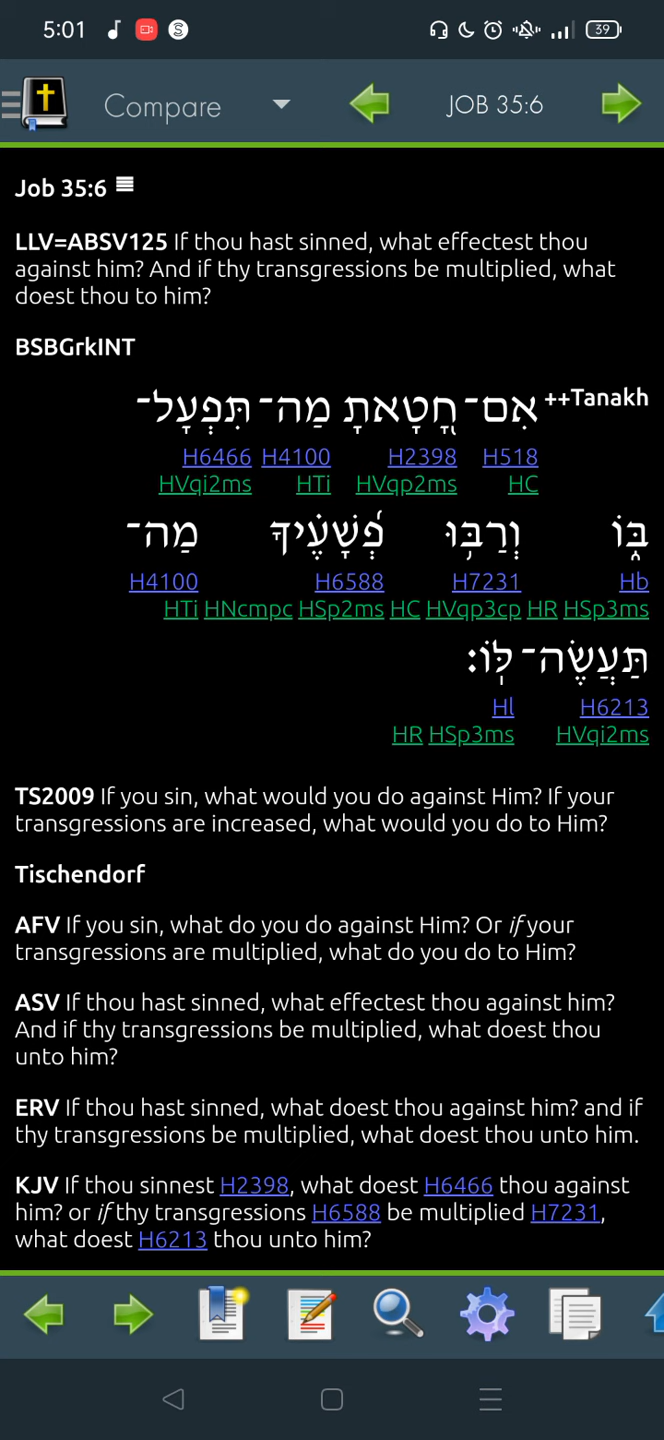 5:01
39
Compare
JOB 35:6
Job 35:6
LLV=ABSV125 If thou hast sinned, what effectest thou
against him? And if thy transgressions be multiplied, what
doest thou to him?
BSBGrkINT
++Tanakh אִם־ חָ֭טָאתָ מַה־ תִּפְעָל־
H6466 H4100 H2398 H518
HVqi2ms HTi HVqp2ms HC
בּ֑וֹ וְרַבּ֥וּ פְ֝שָׁעֶ֗יךָ מַה־
H4100 H6588 H7231 Hb
HTi HNcmpc HSp2ms HC HVqp3cp HR HSp3ms
תַּעֲשֶׂה־ לּֽוֹ׃
Hl H6213
HR HSp3ms HVqi2ms
TS2009 If you sin, what would you do against Him? If your
transgressions are increased, what would you do to Him?
Tischendorf
AFV If you sin, what do you do against Him? Or if your
transgressions are multiplied, what do you do to Him?
ASV If thou hast sinned, what effectest thou against him?
And if thy transgressions be multiplied, what doest thou
unto him?
ERV If thou hast sinned, what doest thou against him? and if
thy transgressions be multiplied, what doest thou unto him.
KJV If thou sinnest H2398, what doest H6466 thou against
him? or if thy transgressions H6588 be multiplied H7231,
what doest H6213 thou unto him?